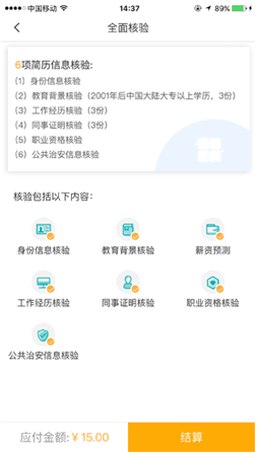 中国移动 14:37 89%
全面核验
6项简历信息核验:
(1) 身份信息核验
(2) 教育背景核验 (2001年后中国大陆大专以上学历，3份)
(3) 工作经历核验 (3份)
(4) 同事证明核验 (3份)
(5) 职业资格核验
(6) 公共治安信息核验
核验包括以下内容:
身份信息核验 教育背景核验 薪资预测
工作经历核验 同事证明核验 职业资格核验
公共治安信息核验
应付金额: ¥ 15.00 结算